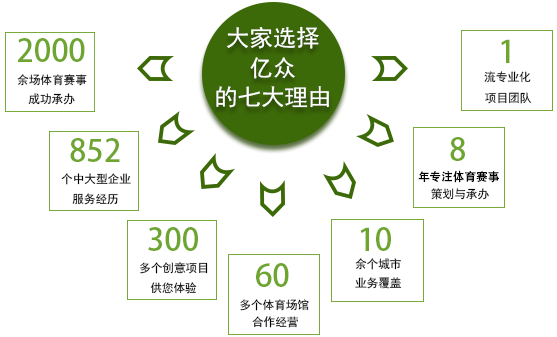 大家选择
亿众
的七大理由
2000
余场体育赛事
成功承办
852
个中大型企业
服务经历
300
多个创意项目
供您体验
60
多个体育场馆
合作经营
10
余个城市
业务覆盖
8
年专注体育赛事
策划与承办
1
流专业化
项目团队